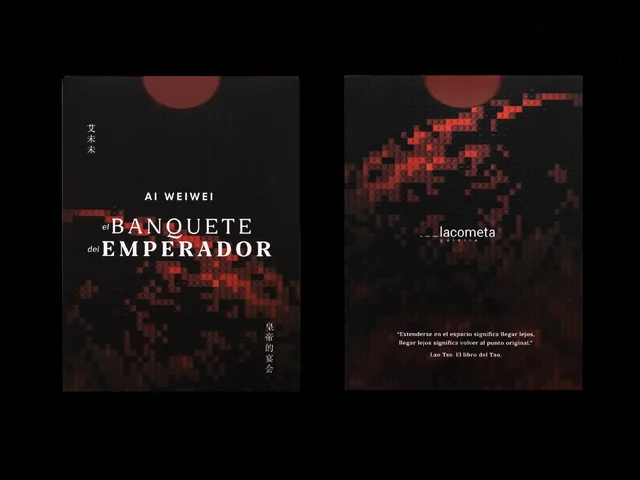 艾未未
AI WEIWEI
el BANQUETE
del EMPERADOR
皇帝的宴会
___lacometa
galería
"Extenderse en el espacio significa llegar lejos,
llegar lejos significa volver al punto original."
Lao Tse. El libro del Tao.